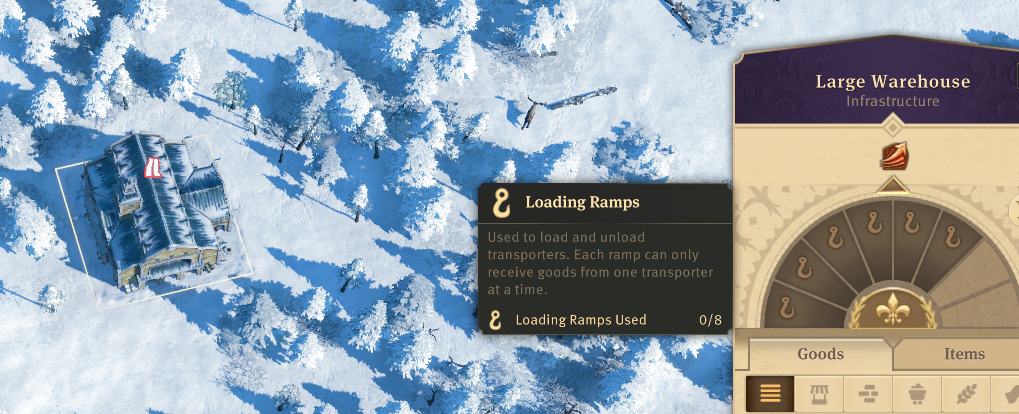 Large Warehouse
Infrastructure
Loading Ramps
Used to load and unload
transporters. Each ramp can only
receive goods from one transporter
at a time.
Loading Ramps Used 0/8
Goods Items